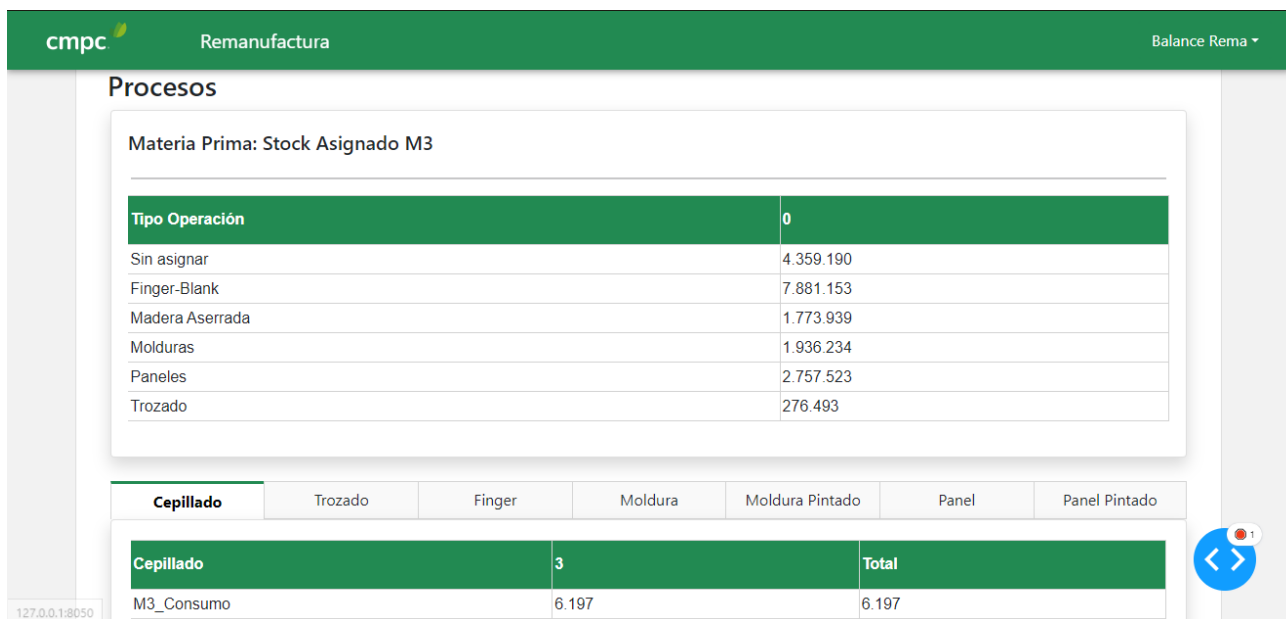 cmpc Remanufactura Balance Rema
Procesos
Materia Prima: Stock Asignado M3
Tipo Operación 0
Sin asignar 4.359.190
Finger-Blank 7.881.153
Madera Aserrada 1.773.939
Molduras 1.936.234
Paneles 2.757.523
Trozado 276.493
Cepillado Trozado Finger Moldura Moldura Pintado Panel Panel Pintado
1
Cepillado 3 Total
M3_Consumo 6.197 6.197
127.0.0.1:8050